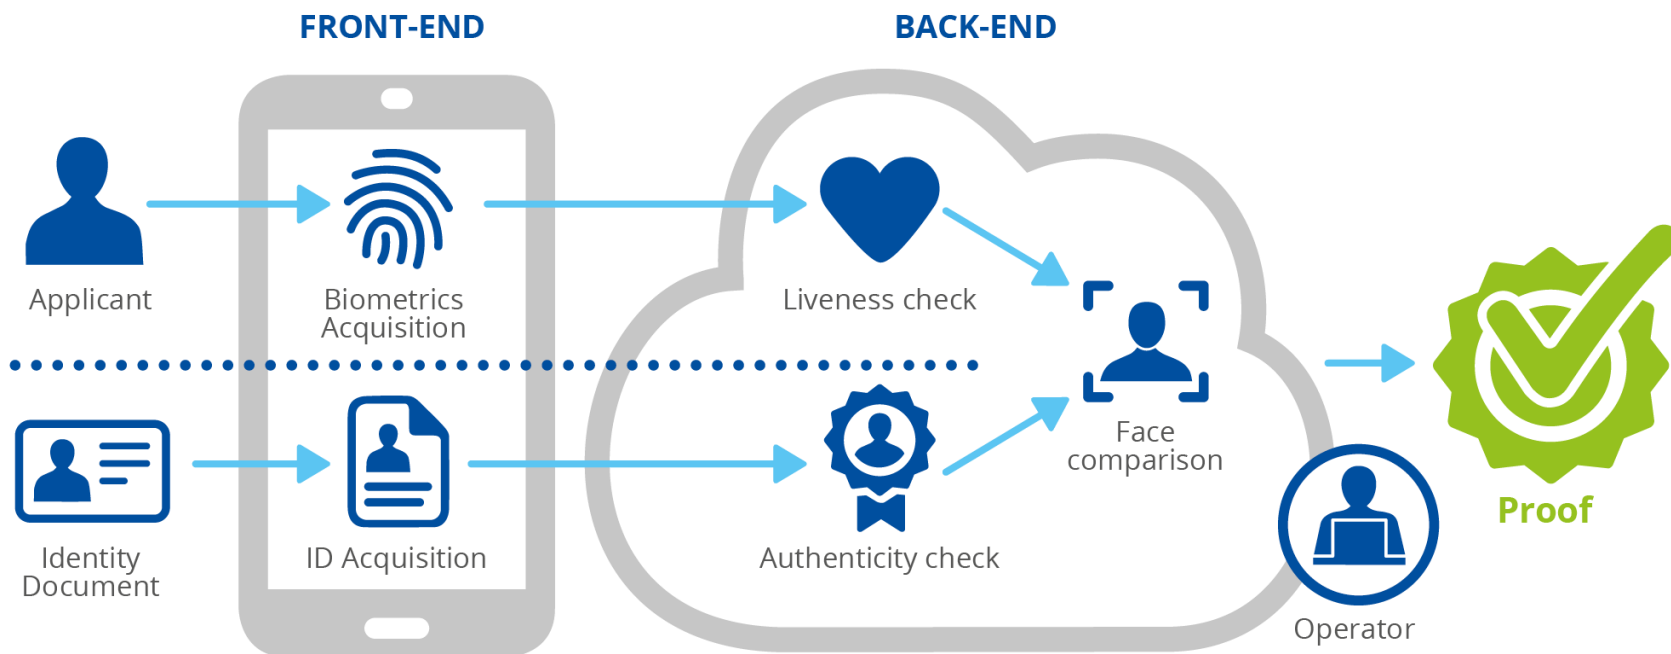 FRONT-END
BACK-END
Applicant
Biometrics
Acquisition
Liveness check
Face
comparison
Identity
Document
ID Acquisition
Authenticity check
Operator
Proof